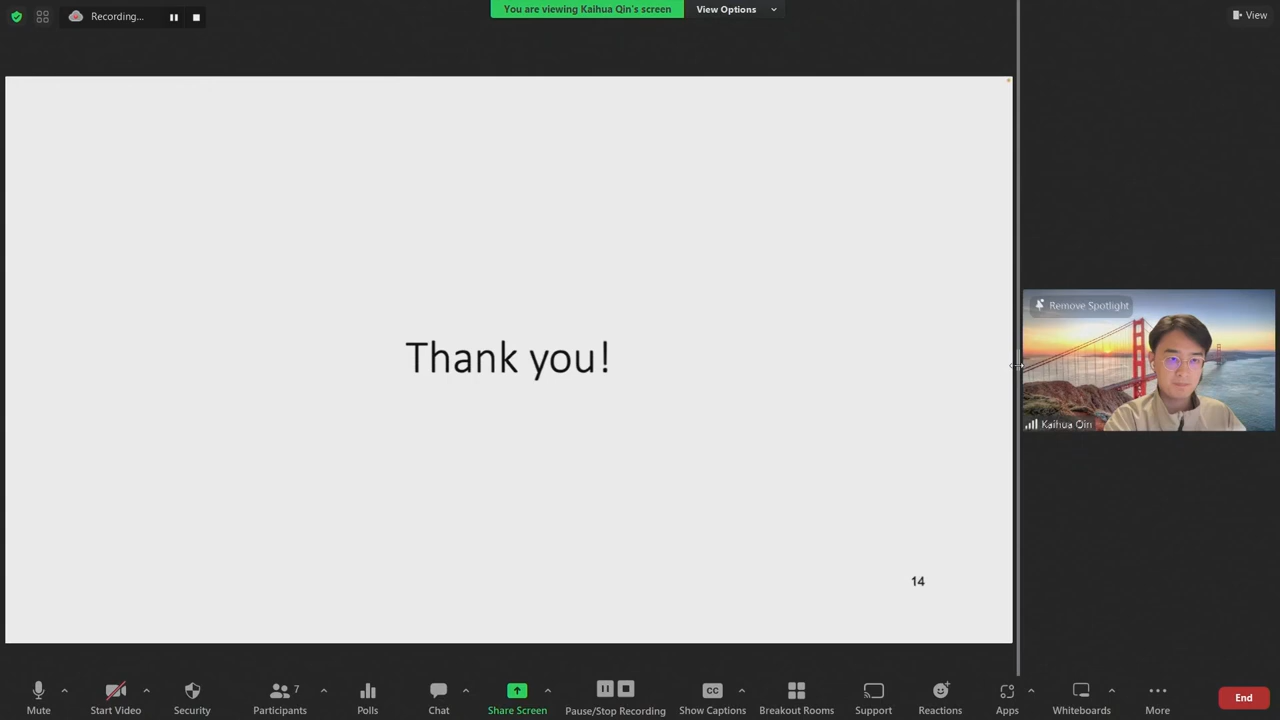 Recording...
You are viewing Kaihua Qin's screen
View Options
View
Thank you!
14
Remove Spotlight
Kaihua Qin
Mute
Start Video
Security
Participants
7
Polls
Chat
Share Screen
Pause/Stop Recording
CC
Show Captions
Breakout Rooms
Support
Reactions
Apps
Whiteboards
More
End